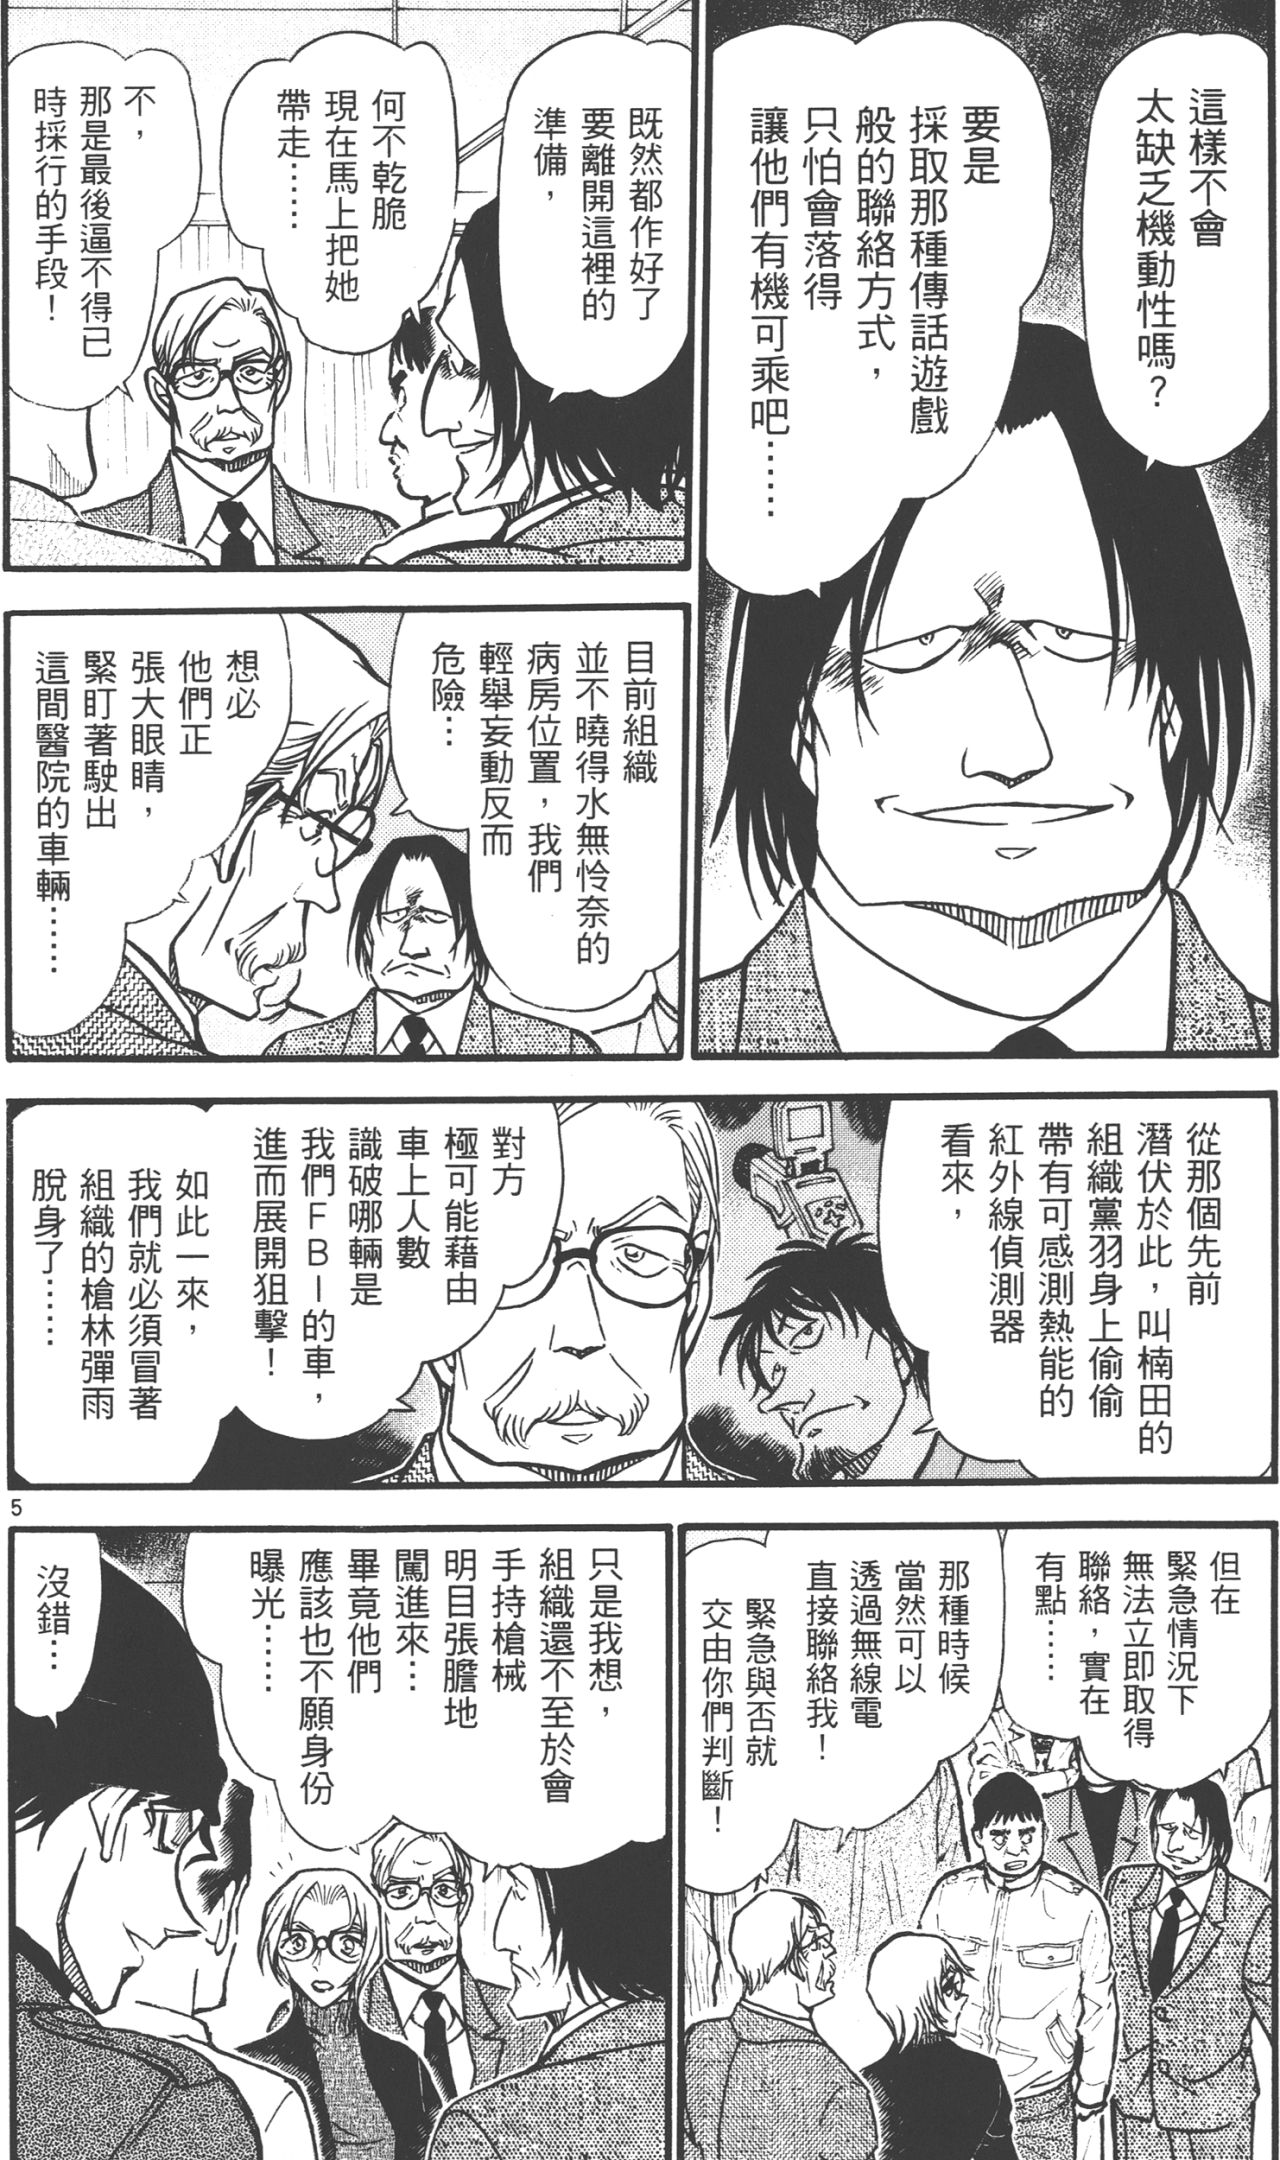 這樣不會
太缺乏機動性嗎？
要是
採取那種傳話遊戲
般的聯絡方式，
只怕會落得
讓他們有機可乘吧……
既然都作好了
要離開這裡的
準備，
何不乾脆
現在馬上把她
帶走……
不，
那是最後逼不得已
時採行的手段！
目前組織
並不曉得水無怜奈的
病房位置，我們
輕舉妄動反而
危險…
想必
他們正
張大眼睛，
緊盯著駛出
這間醫院的車輛……
從那個先前
潛伏於此，叫楠田的
組織黨羽身上偷偷
帶有可感測熱能的
紅外線偵測器
看來，
對方
極可能藉由
車上人數
識破哪輛是
我們FBI的車，
進而展開狙擊！
如此一來，
我們就必須冒著
組織的槍林彈雨
脫身了……
5
但在
緊急情況下
無法立即取得
聯絡，實在
有點……
那種時候
當然可以
透過無線電
直接聯絡我！
緊急與否就
交由你們判斷！
只是我想，
組織還不至於會
手持槍械
明目張膽地
闖進來…
畢竟他們
應該也不願身份
曝光……
沒錯…